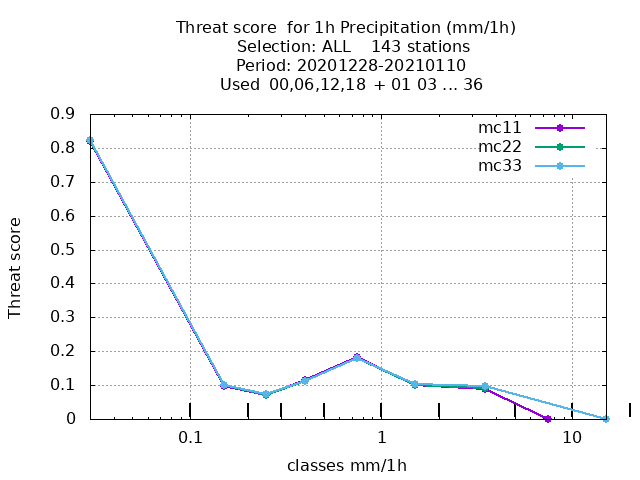 Threat score  for 1h Precipitation (mm/1h)
Selection: ALL    143 stations
Period: 20201228-20210110
Used  00,06,12,18  + 01 03 ... 36
mc11
mc22
mc33
0.9
0.8
0.7
0.6
0.5
0.4
0.3
0.2
0.1
0
Threat score
0.1
1
10
classes mm/1h